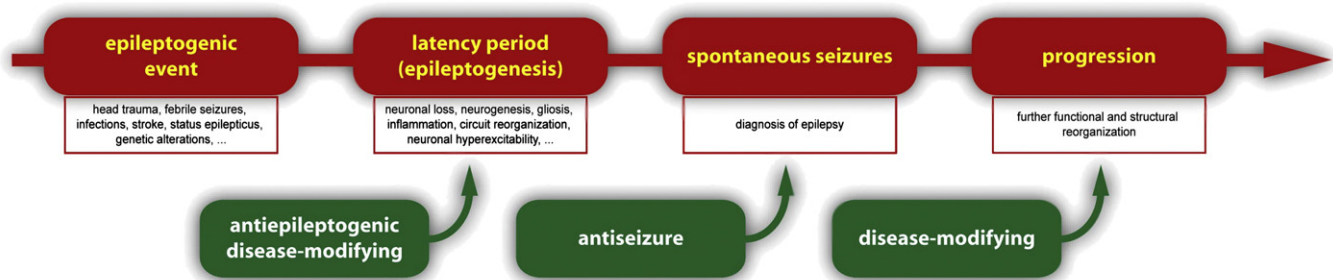 epileptogenic
event
latency period
(epileptogenesis)
spontaneous seizures
progression
head trauma, febrile seizures,
infections, stroke, status epilepticus,
genetic alterations, ...
neuronal loss, neurogenesis, gliosis,
inflammation, circuit reorganization,
neuronal hyperexcitability, ...
diagnosis of epilepsy
further functional and structural
reorganization
antiepileptogenic
disease-modifying
antiseizure
disease-modifying